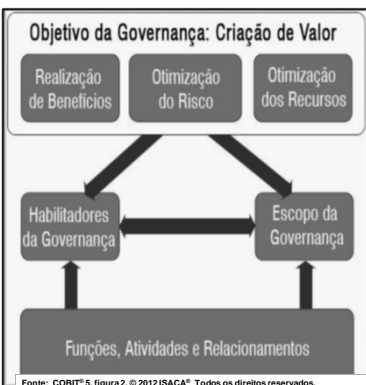 Objetivo da Governança: Criação de Valor
Realização
de Benefícios
Otimização
do Risco
Otimização
dos Recursos
Habilitadores
da Governança
Escopo da
Governança
Funções, Atividades e Relacionamentos
Fonte: COBIT® 5, figura 2. © 2012 ISACA® Todos os direitos reservados.